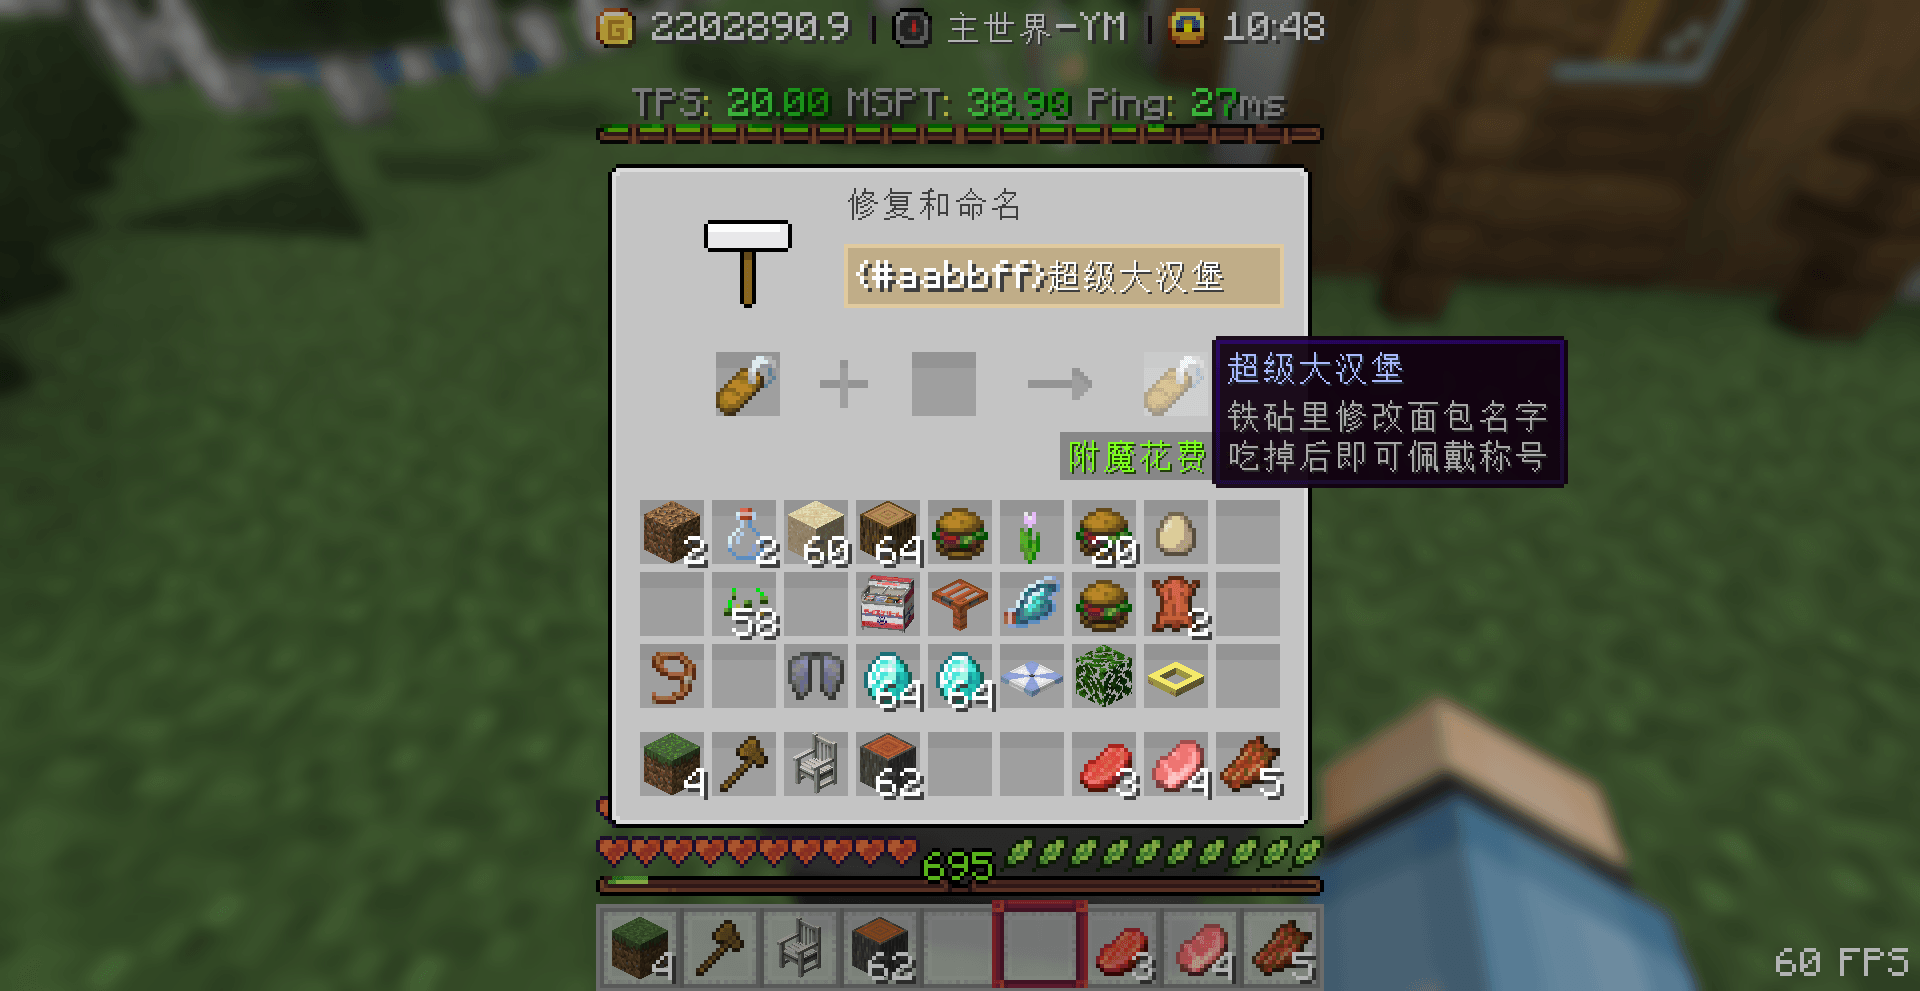 2202890.9 | 主世界-YM | 10:48
TPS: 20.00 MSPT: 38.90 Ping: 27ms
修复和命名
{#aabbff}超级大汉堡
超级大汉堡
铁砧里修改面包名字
吃掉后即可佩戴称号
附魔花费
2 2 60 64 20
58 2
64 64
4 62 3 4 5
695
4 62 3 4 5
60 FPS